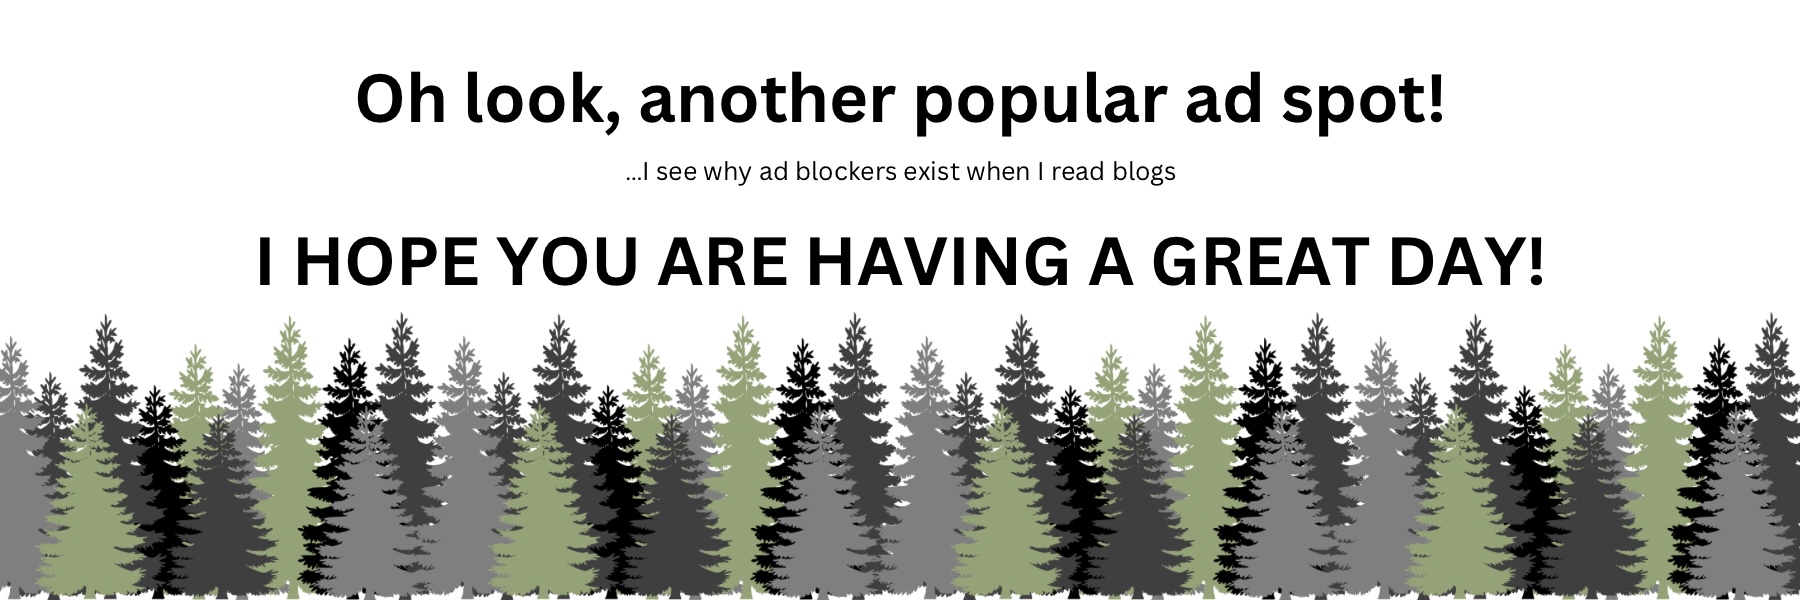 Oh look, another popular ad spot!
...I see why ad blockers exist when I read blogs
I HOPE YOU ARE HAVING A GREAT DAY!